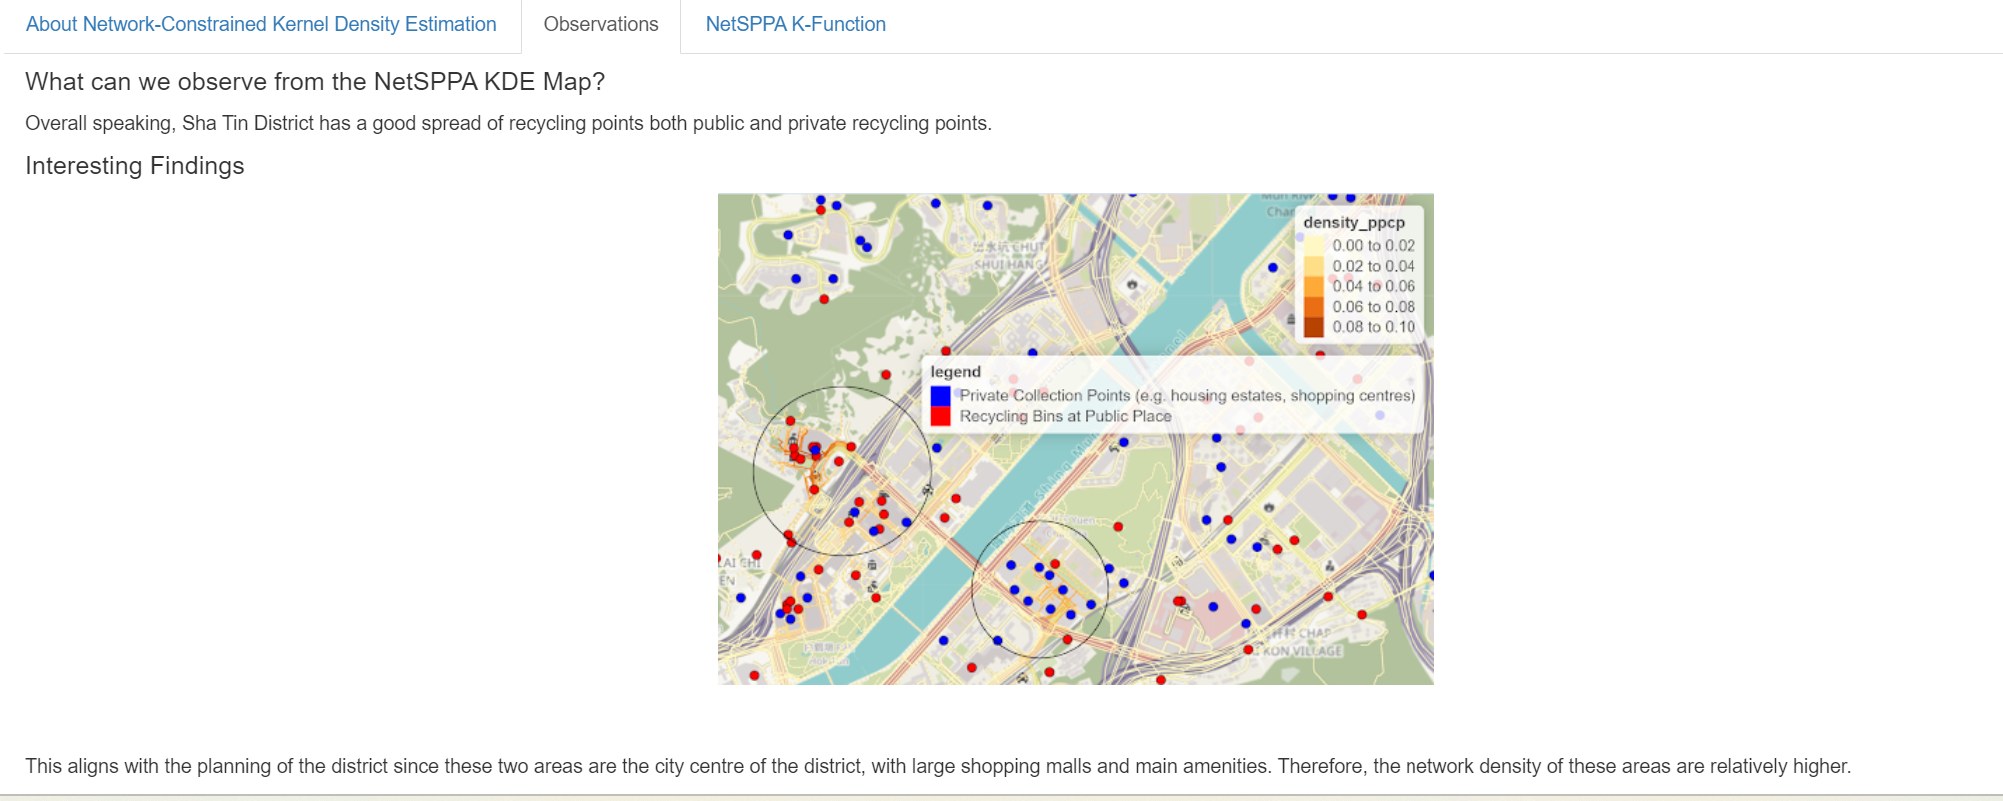 About Network-Constrained Kernel Density Estimation
Observations
NetSPPA K-Function
What can we observe from the NetSPPA KDE Map?
Overall speaking, Sha Tin District has a good spread of recycling points both public and private recycling points.
Interesting Findings
density_ppcp
0.00 to 0.02
0.02 to 0.04
0.04 to 0.06
0.06 to 0.08
0.08 to 0.10
CHUT
SHUI HANG
legend
Private Collection Points (e.g. housing estates, shopping centres)
Recycling Bins at Public Place
Shing Mun
Yuen
CHAP
KON VILLAGE
This aligns with the planning of the district since these two areas are the city centre of the district, with large shopping malls and main amenities. Therefore, the network density of these areas are relatively higher.